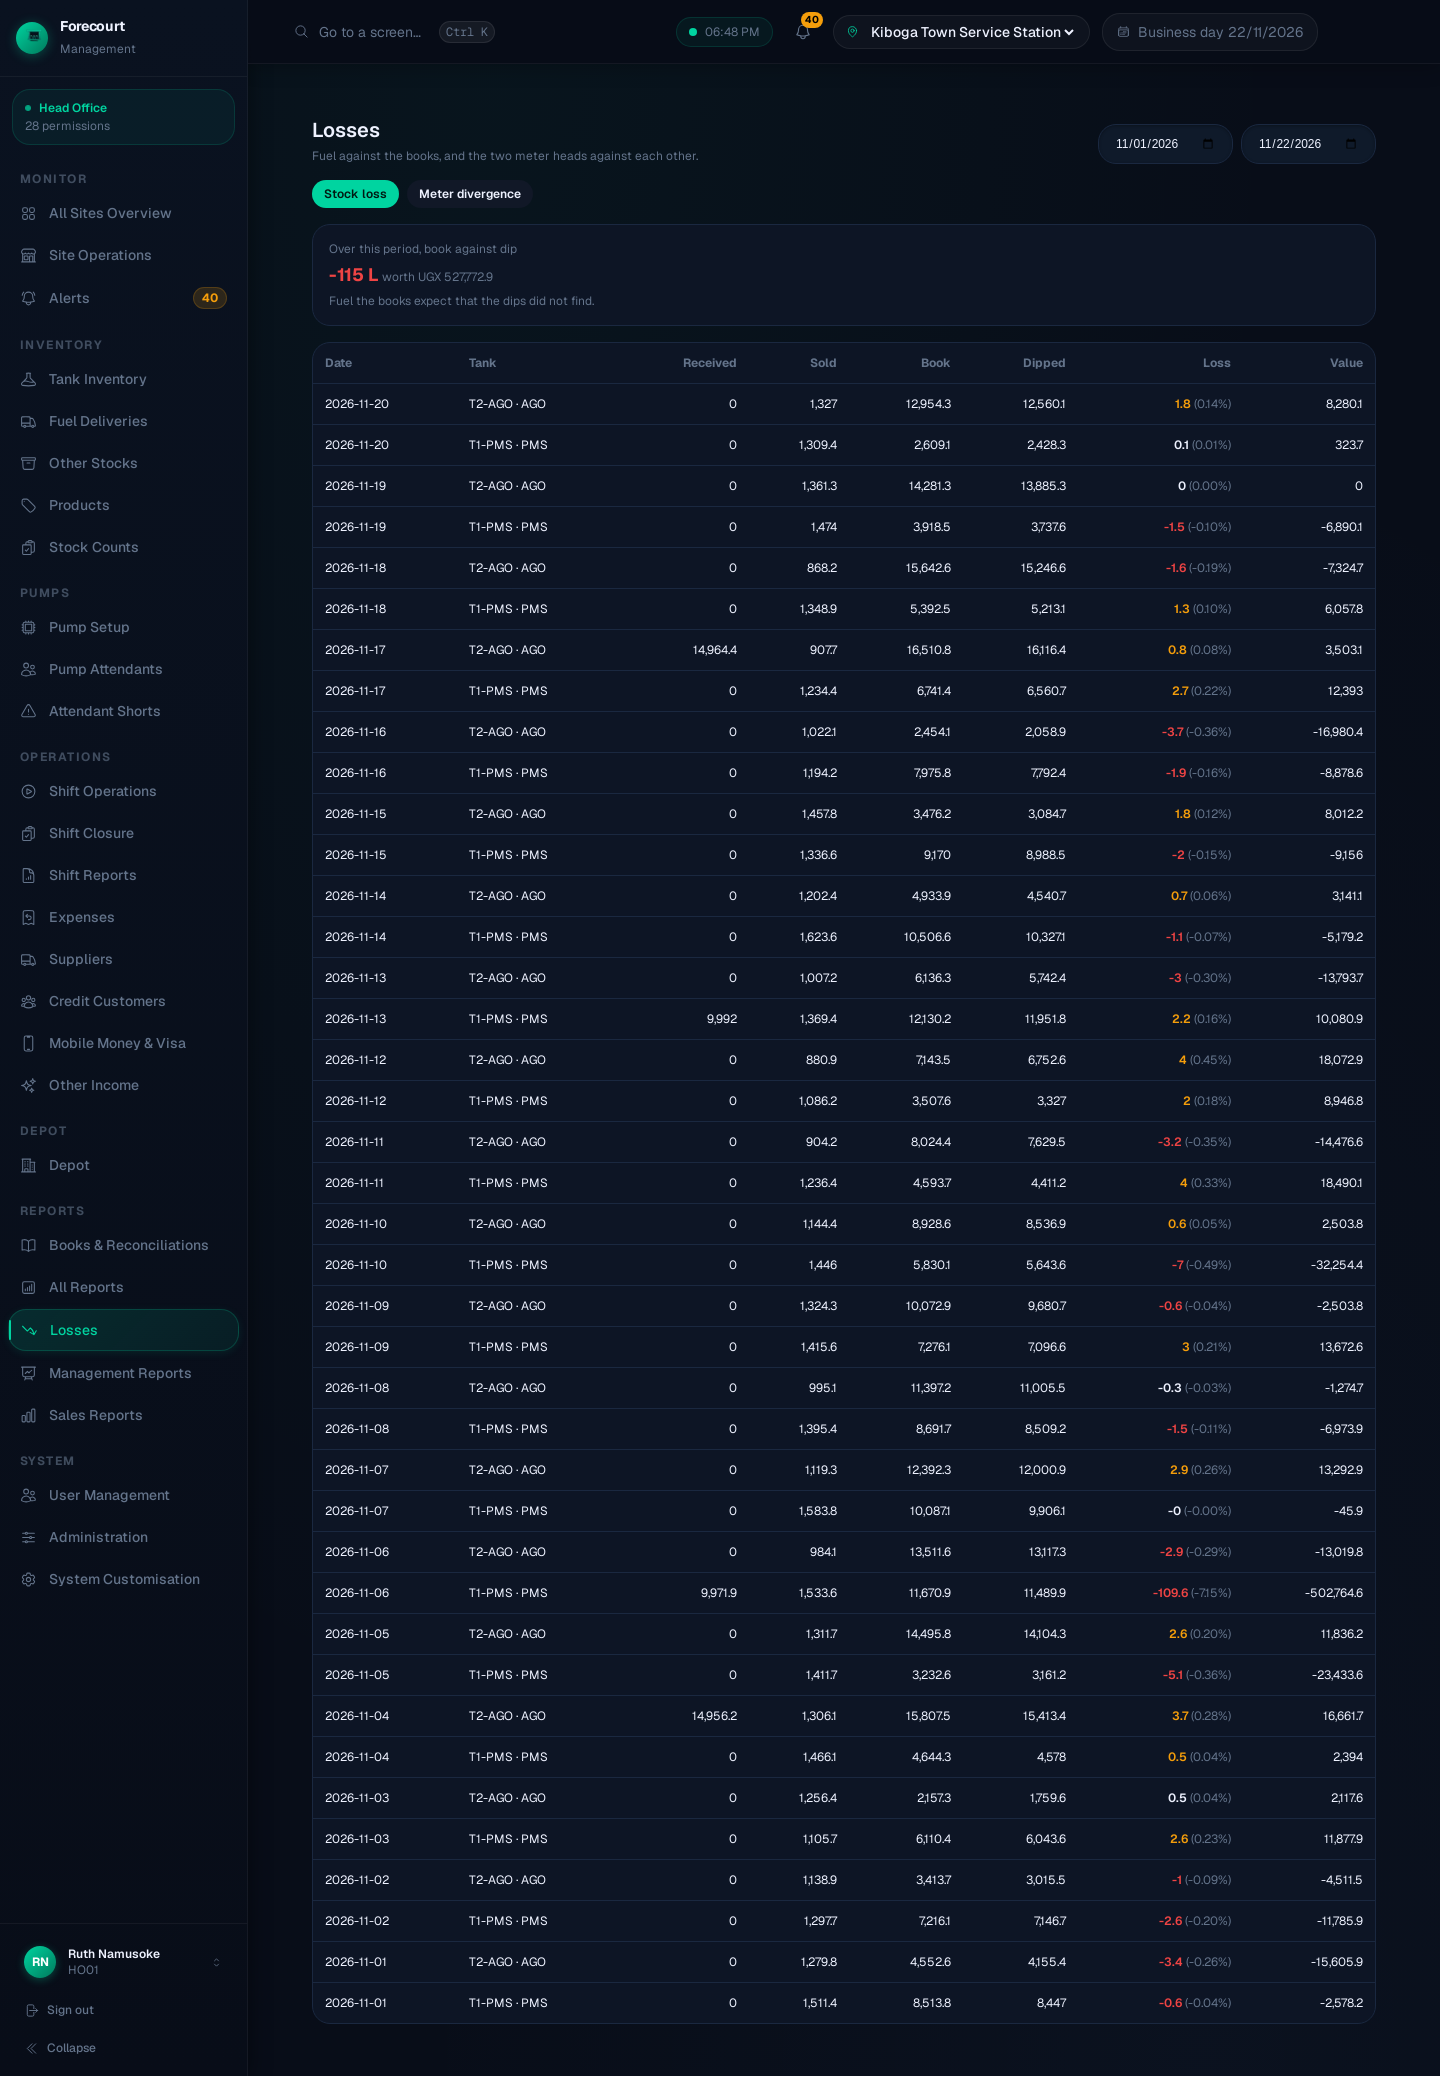 Forecourt
Management
Head Office
28 permissions
MONITOR
All Sites Overview
Site Operations
Alerts 40
INVENTORY
Tank Inventory
Fuel Deliveries
Other Stocks
Products
Stock Counts
PUMPS
Pump Setup
Pump Attendants
Attendant Shorts
OPERATIONS
Shift Operations
Shift Closure
Shift Reports
Expenses
Suppliers
Credit Customers
Mobile Money & Visa
Other Income
DEPOT
Depot
REPORTS
Books & Reconciliations
All Reports
Losses
Management Reports
Sales Reports
SYSTEM
User Management
Administration
System Customisation
RN Ruth Namusoke
HO01
Sign out
Collapse
Go to a screen... Ctrl K 06:48 PM 40 Kiboga Town Service Station Business day 22/11/2026
Losses
Fuel against the books, and the two meter heads against each other.
11/01/2026 11/22/2026
Stock loss Meter divergence
Over this period, book against dip
-115 L worth UGX 527,772.9
Fuel the books expect that the dips did not find.
Date Tank Received Sold Book Dipped Loss Value
2026-11-20 T2-AGO · AGO 0 1,327 12,954.3 12,560.1 1.8 (0.14%) 8,280.1
2026-11-20 T1-PMS · PMS 0 1,309.4 2,609.1 2,428.3 0.1 (0.01%) 323.7
2026-11-19 T2-AGO · AGO 0 1,361.3 14,281.3 13,885.3 0 (0.00%) 0
2026-11-19 T1-PMS · PMS 0 1,474 3,918.5 3,737.6 -1.5 (-0.10%) -6,890.1
2026-11-18 T2-AGO · AGO 0 868.2 15,642.6 15,246.6 -1.6 (-0.19%) -7,324.7
2026-11-18 T1-PMS · PMS 0 1,348.9 5,392.5 5,213.1 1.3 (0.10%) 6,057.8
2026-11-17 T2-AGO · AGO 14,964.4 907.7 16,510.8 16,116.4 0.8 (0.08%) 3,503.1
2026-11-17 T1-PMS · PMS 0 1,234.4 6,741.4 6,560.7 2.7 (0.22%) 12,393
2026-11-16 T2-AGO · AGO 0 1,022.1 2,454.1 2,058.9 -3.7 (-0.36%) -16,980.4
2026-11-16 T1-PMS · PMS 0 1,194.2 7,975.8 7,792.4 -1.9 (-0.16%) -8,878.6
2026-11-15 T2-AGO · AGO 0 1,457.8 3,476.2 3,084.7 1.8 (0.12%) 8,012.2
2026-11-15 T1-PMS · PMS 0 1,336.6 9,170 8,988.5 -2 (-0.15%) -9,156
2026-11-14 T2-AGO · AGO 0 1,202.4 4,933.9 4,540.7 0.7 (0.06%) 3,141.1
2026-11-14 T1-PMS · PMS 0 1,623.6 10,506.6 10,327.1 -1.1 (-0.07%) -5,179.2
2026-11-13 T2-AGO · AGO 0 1,007.2 6,136.3 5,742.4 -3 (-0.30%) -13,793.7
2026-11-13 T1-PMS · PMS 9,992 1,369.4 12,130.2 11,951.8 2.2 (0.16%) 10,080.9
2026-11-12 T2-AGO · AGO 0 880.9 7,143.5 6,752.6 4 (0.45%) 18,072.9
2026-11-12 T1-PMS · PMS 0 1,086.2 3,507.6 3,327 2 (0.18%) 8,946.8
2026-11-11 T2-AGO · AGO 0 904.2 8,024.4 7,629.5 -3.2 (-0.35%) -14,476.6
2026-11-11 T1-PMS · PMS 0 1,236.4 4,593.7 4,411.2 4 (0.33%) 18,490.1
2026-11-10 T2-AGO · AGO 0 1,144.4 8,928.6 8,536.9 0.6 (0.05%) 2,503.8
2026-11-10 T1-PMS · PMS 0 1,446 5,830.1 5,643.6 -7 (-0.49%) -32,254.4
2026-11-09 T2-AGO · AGO 0 1,324.3 10,072.9 9,680.7 -0.6 (-0.04%) -2,503.8
2026-11-09 T1-PMS · PMS 0 1,415.6 7,276.1 7,096.6 3 (0.21%) 13,672.6
2026-11-08 T2-AGO · AGO 0 995.1 11,397.2 11,005.5 -0.3 (-0.03%) -1,274.7
2026-11-08 T1-PMS · PMS 0 1,395.4 8,691.7 8,509.2 -1.5 (-0.11%) -6,973.9
2026-11-07 T2-AGO · AGO 0 1,119.3 12,392.3 12,000.9 2.9 (0.26%) 13,292.9
2026-11-07 T1-PMS · PMS 0 1,583.8 10,087.1 9,906.1 -0 (-0.00%) -45.9
2026-11-06 T2-AGO · AGO 0 984.1 13,511.6 13,117.3 -2.9 (-0.29%) -13,019.8
2026-11-06 T1-PMS · PMS 9,971.9 1,533.6 11,670.9 11,489.9 -109.6 (-7.15%) -502,764.6
2026-11-05 T2-AGO · AGO 0 1,311.7 14,495.8 14,104.3 2.6 (0.20%) 11,836.2
2026-11-05 T1-PMS · PMS 0 1,411.7 3,232.6 3,161.2 -5.1 (-0.36%) -23,433.6
2026-11-04 T2-AGO · AGO 14,956.2 1,306.1 15,807.5 15,413.4 3.7 (0.28%) 16,661.7
2026-11-04 T1-PMS · PMS 0 1,466.1 4,644.3 4,578 0.5 (0.04%) 2,394
2026-11-03 T2-AGO · AGO 0 1,256.4 2,157.3 1,759.6 0.5 (0.04%) 2,117.6
2026-11-03 T1-PMS · PMS 0 1,105.7 6,110.4 6,043.6 2.6 (0.23%) 11,877.9
2026-11-02 T2-AGO · AGO 0 1,138.9 3,413.7 3,015.5 -1 (-0.09%) -4,511.5
2026-11-02 T1-PMS · PMS 0 1,297.7 7,216.1 7,146.7 -2.6 (-0.20%) -11,785.9
2026-11-01 T2-AGO · AGO 0 1,279.8 4,552.6 4,155.4 -3.4 (-0.26%) -15,605.9
2026-11-01 T1-PMS · PMS 0 1,511.4 8,513.8 8,447 -0.6 (-0.04%) -2,578.2